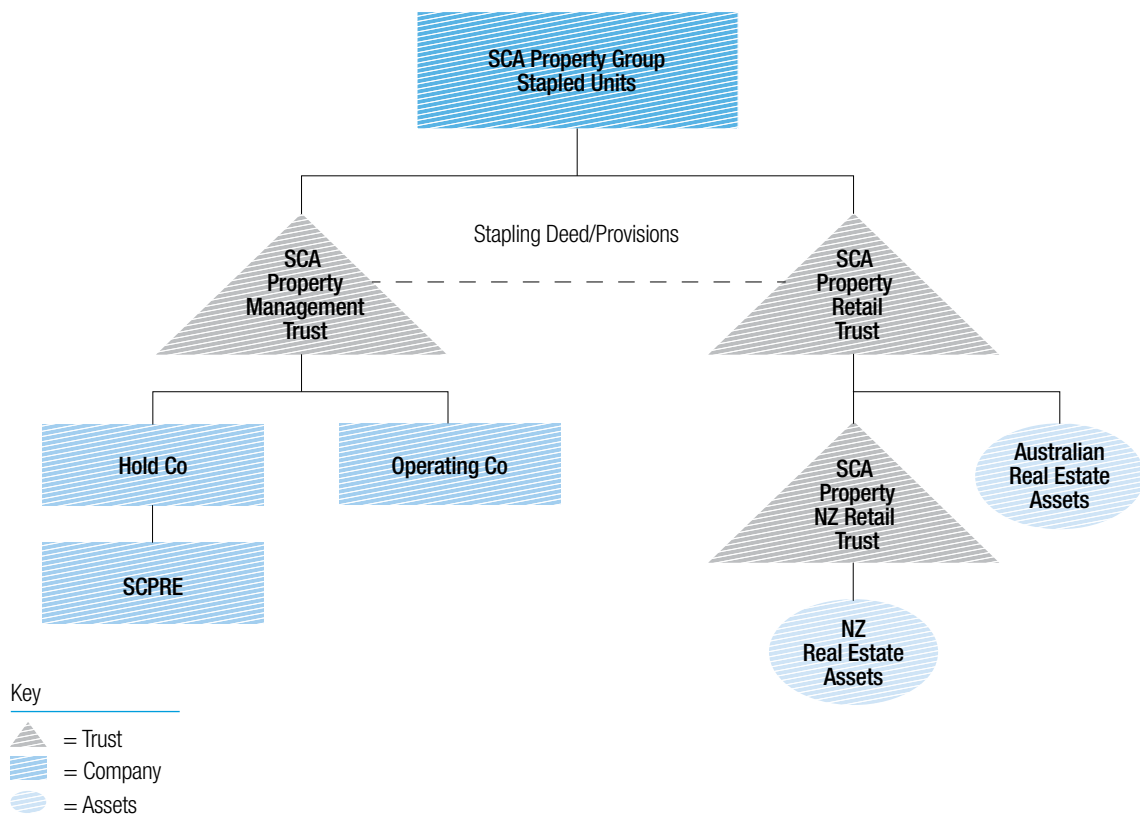 SCA Property Group
Stapled Units
Stapling Deed/Provisions
SCA
Property
Management
Trust
SCA
Property
Retail
Trust
Hold Co
Operating Co
SCA
Property
NZ Retail
Trust
Australian
Real Estate
Assets
SCPRE
NZ
Real Estate
Assets
Key
= Trust
= Company
= Assets